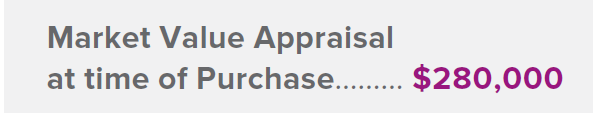 Market Value Appraisal
at time of Purchase......... $280,000